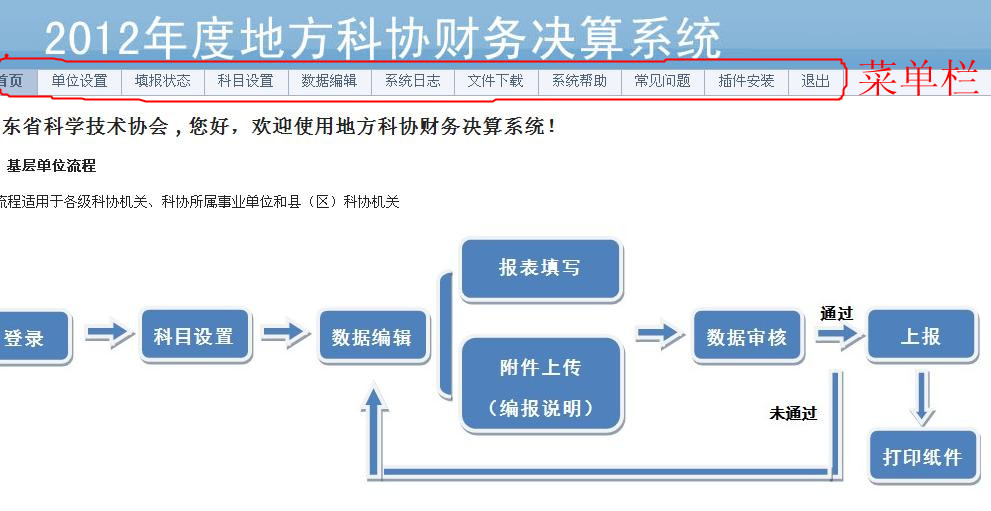 2012年度地方科协财务决算系统
首页 单位设置 填报状态 科目设置 数据编辑 系统日志 文件下载 系统帮助 常见问题 插件安装 退出
菜单栏
东省科学技术协会，您好，欢迎使用地方科协财务决算系统！
基层单位流程
流程适用于各级科协机关、科协所属事业单位和县（区）科协机关
报表填写
登录
科目设置
数据编辑
附件上传
（编报说明）
数据审核
通过
上报
未通过
打印纸件